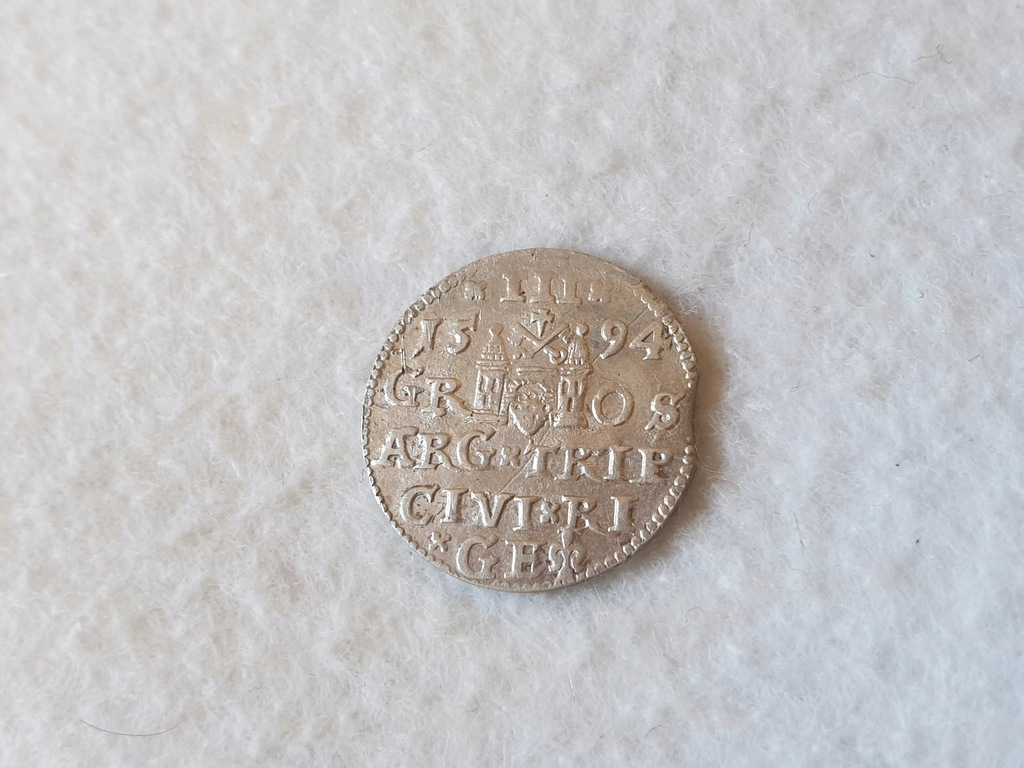 III
15 94
GR OS
ARG TRIP
CIVI RI
GE